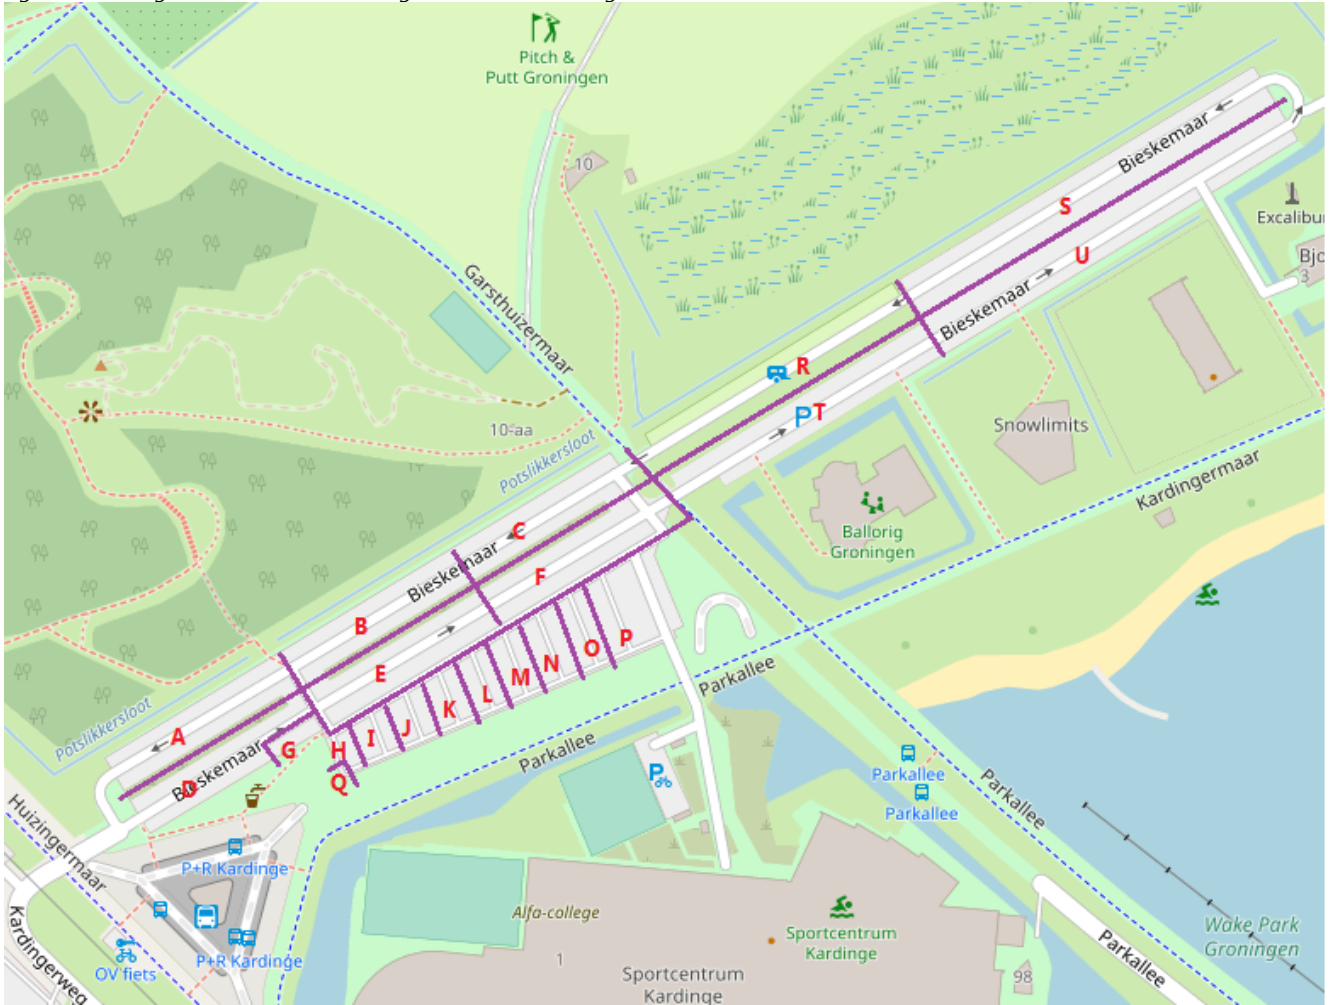 Pitch &
Putt Groningen
10
Bieskemaar
S
Excalibu
Bjo
3
U
Garsthuizermaar
Bieskemaar
R
P T
Snowlimits
10-aa
Potslikkersloot
Kardingermaar
C
Ballorig
Groningen
Bieskemaar
F
B
E
P
O
N
M
L
K
J
I
H
G
Q
A
D
Potslikkersloot
Bieskemaar
Parkallee
Parkallee
P
Parkallee
Parkallee
Parkallee
Huizingermaar
P+R Kardinge
P+R Kardinge
OV fiets
Kardingerweg
Alfa-college
1
Sportcentrum
Kardinge
Sportcentrum
Kardinge
98
Parkallee
Wake Park
Groningen